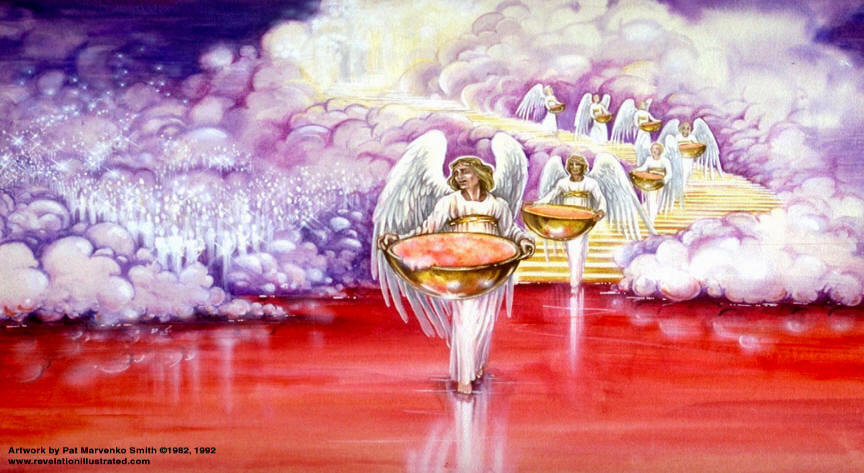 Artwork by Pat Marvenko Smith ©1982, 1992
www.revelationillustrated.com